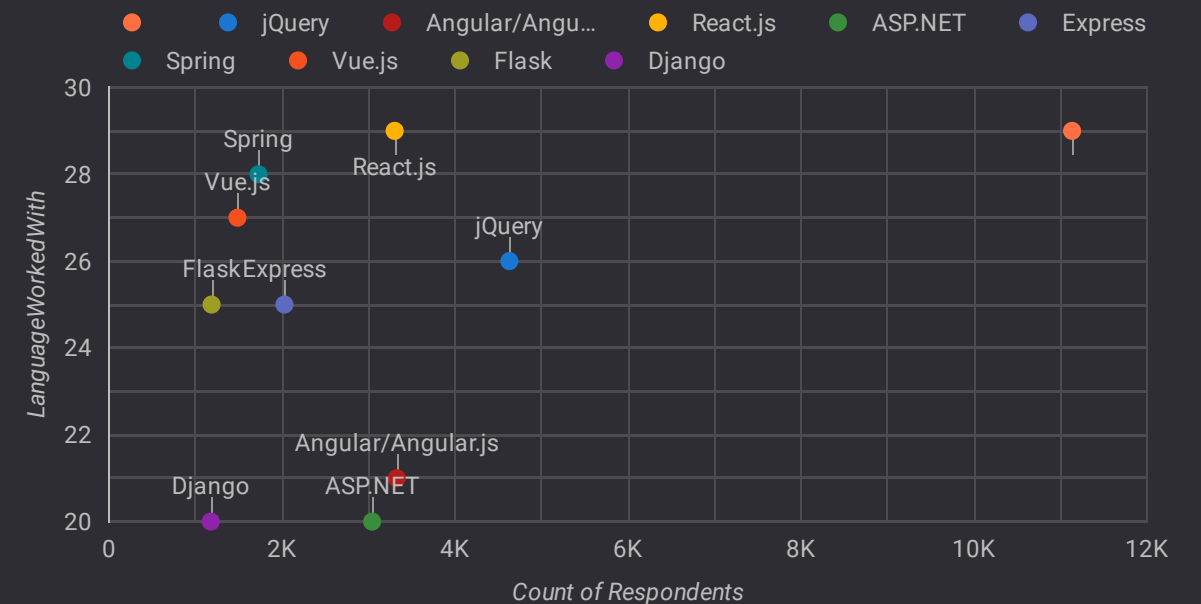 jQuery Angular/Angu... React.js ASP.NET Express
Spring Vue.js Flask Django
30
Spring
React.js
28
Vue.js
jQuery
26
Flask Express
24
Angular/Angular.js
22
Django ASP.NET
20
0 2K 4K 6K 8K 10K 12K
LanguageWorkedWith
Count of Respondents